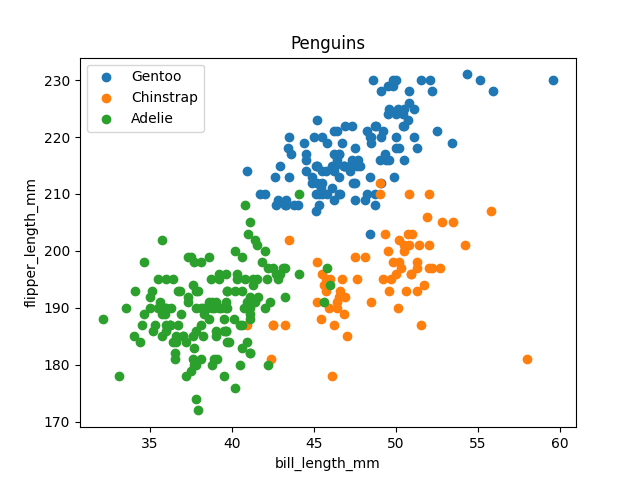 Penguins
Gentoo
Chinstrap
Adelie
flipper_length_mm
230
220
210
200
190
180
170
35 40 45 50 55 60
bill_length_mm